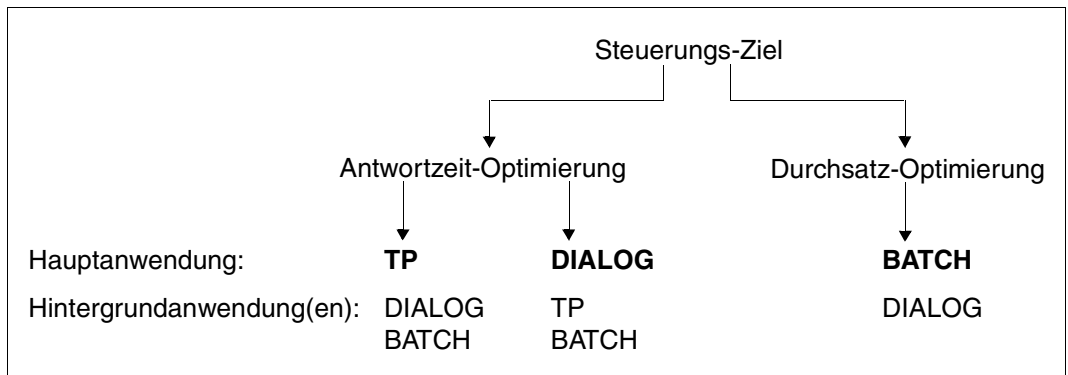 Steuerungs-Ziel
Antwortzeit-Optimierung Durchsatz-Optimierung
Hauptanwendung: TP DIALOG BATCH
Hintergrundanwendung(en): DIALOG TP DIALOG
BATCH BATCH